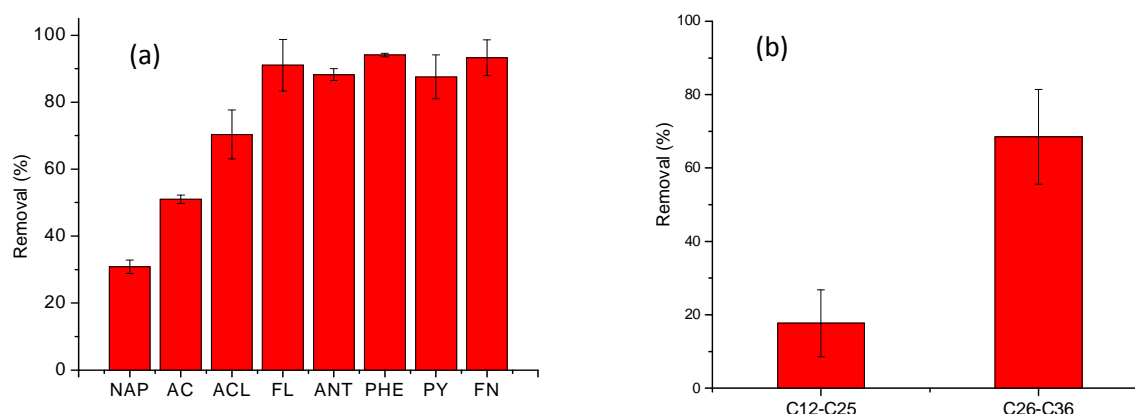 (a)
Removal (%)
100
80
60
40
20
0
NAP AC ACL FL ANT PHE PY FN
(b)
Removal (%)
100
80
60
40
20
0
C12-C25 C26-C36